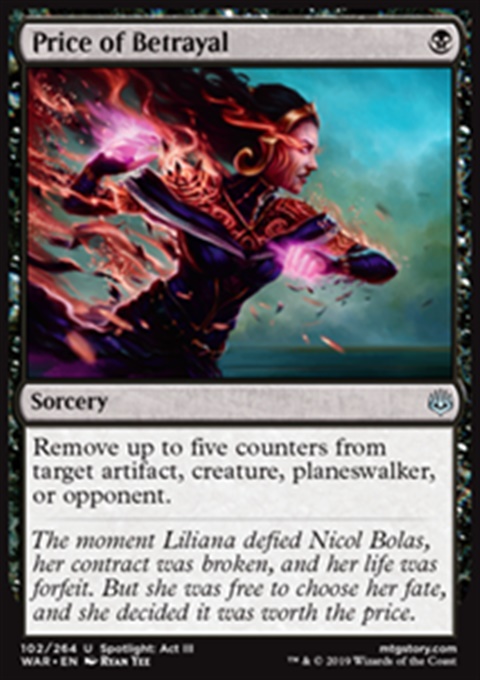 Price of Betrayal
Sorcery
Remove up to five counters from
target artifact, creature, planeswalker,
or opponent.
The moment Liliana defied Nicol Bolas,
her contract was broken, and her life was
forfeit. But she was free to choose her fate,
and she decided it was worth the price.
102/264 U Spotlight: Act III
mtgstory.com
WAR • EN Ryan Yee
™ & © 2019 Wizards of the Coast